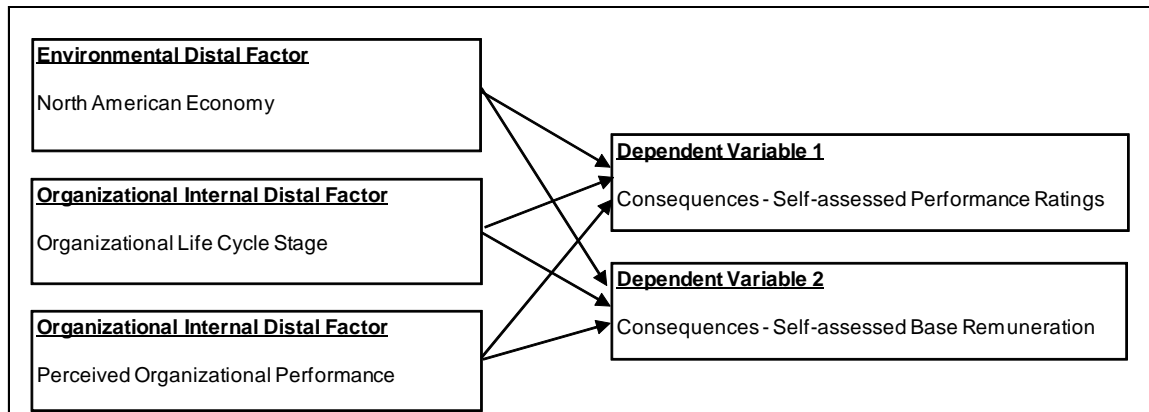 Environmental Distal Factor
North American Economy
Organizational Internal Distal Factor
Organizational Life Cycle Stage
Organizational Internal Distal Factor
Perceived Organizational Performance
Dependent Variable 1
Consequences - Self-assessed Performance Ratings
Dependent Variable 2
Consequences - Self-assessed Base Remuneration